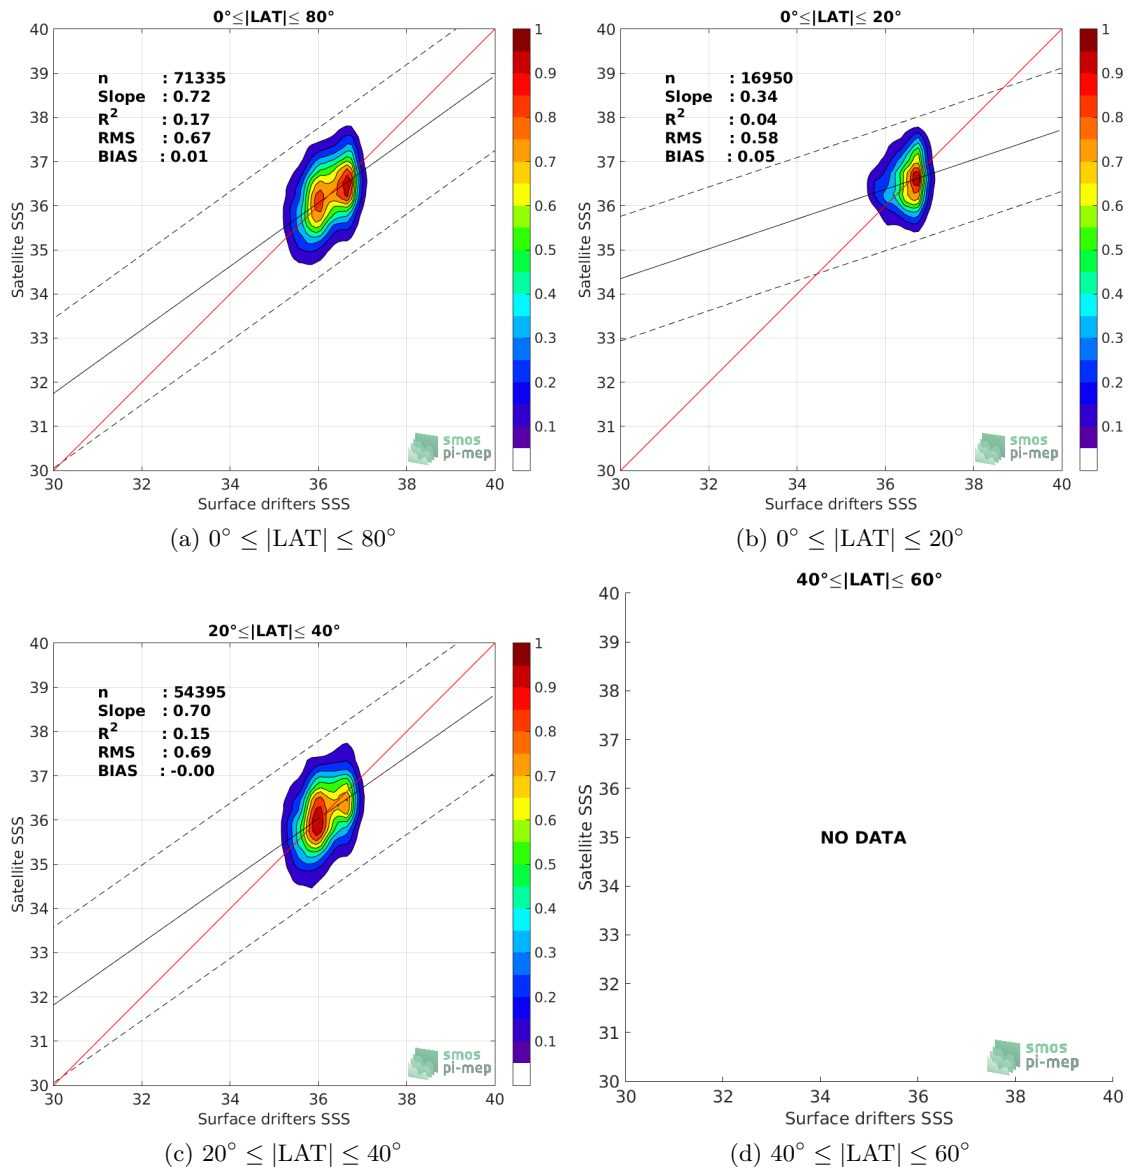 0°≤|LAT|≤ 80°
40
39
38
37
36
35
34
33
32
31
30
Satellite SSS
n : 71335
Slope : 0.72
R2 : 0.17
RMS : 0.67
BIAS : 0.01
smos
pi-mep
30 32 34 36 38 40
Surface drifters SSS
1
0.9
0.8
0.7
0.6
0.5
0.4
0.3
0.2
0.1
(a) 0° ≤ |LAT| ≤ 80°
0°≤|LAT|≤ 20°
40
39
38
37
36
35
34
33
32
31
30
Satellite SSS
n : 16950
Slope : 0.34
R2 : 0.04
RMS : 0.58
BIAS : 0.05
smos
pi-mep
30 32 34 36 38 40
Surface drifters SSS
1
0.9
0.8
0.7
0.6
0.5
0.4
0.3
0.2
0.1
(b) 0° ≤ |LAT| ≤ 20°
20°≤|LAT|≤ 40°
40
39
38
37
36
35
34
33
32
31
30
Satellite SSS
n : 54395
Slope : 0.70
R2 : 0.15
RMS : 0.69
BIAS : -0.00
smos
pi-mep
30 32 34 36 38 40
Surface drifters SSS
1
0.9
0.8
0.7
0.6
0.5
0.4
0.3
0.2
0.1
(c) 20° ≤ |LAT| ≤ 40°
40°≤|LAT|≤ 60°
40
39
38
37
36
35
34
33
32
31
30
Satellite SSS
NO DATA
smos
pi-mep
30 32 34 36 38 40
Surface drifters SSS
(d) 40° ≤ |LAT| ≤ 60°